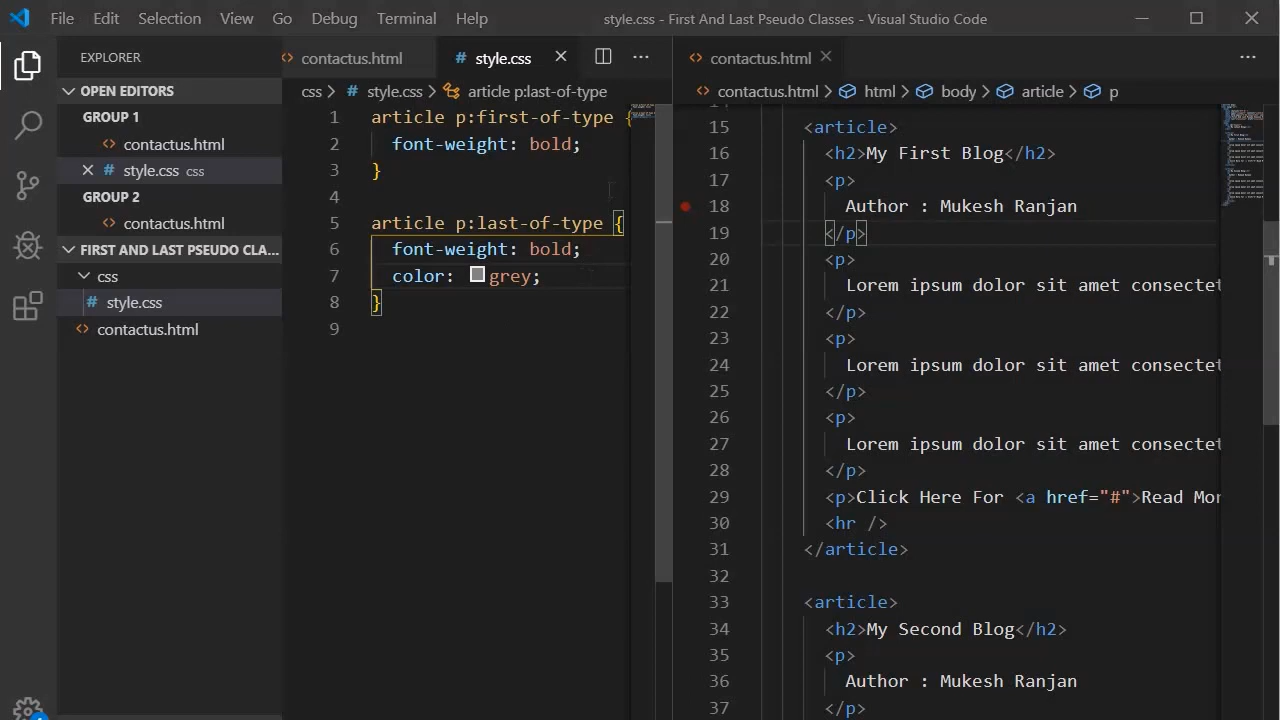 File Edit Selection View Go Debug Terminal Help style.css - First And Last Pseudo Classes - Visual Studio Code
EXPLORER
OPEN EDITORS
GROUP 1
contactus.html
style.css css
GROUP 2
contactus.html
FIRST AND LAST PSEUDO CLA...
css
# style.css
contactus.html
contactus.html # style.css
css > # style.css > article p:last-of-type
1 article p:first-of-type {
2 font-weight: bold;
3 }
4
5 article p:last-of-type {
6 font-weight: bold;
7 color: grey;
8 }
9
contactus.html
contactus.html > html > body > article > p
15 <article>
16 <h2>My First Blog</h2>
17 <p>
18 Author : Mukesh Ranjan
19 </p>
20 <p>
21 Lorem ipsum dolor sit amet consectet
22 </p>
23 <p>
24 Lorem ipsum dolor sit amet consectet
25 </p>
26 <p>
27 Lorem ipsum dolor sit amet consectet
28 </p>
29 <p>Click Here For <a href="#">Read Mor
30 <hr />
31 </article>
32
33 <article>
34 <h2>My Second Blog</h2>
35 <p>
36 Author : Mukesh Ranjan
37 </p>